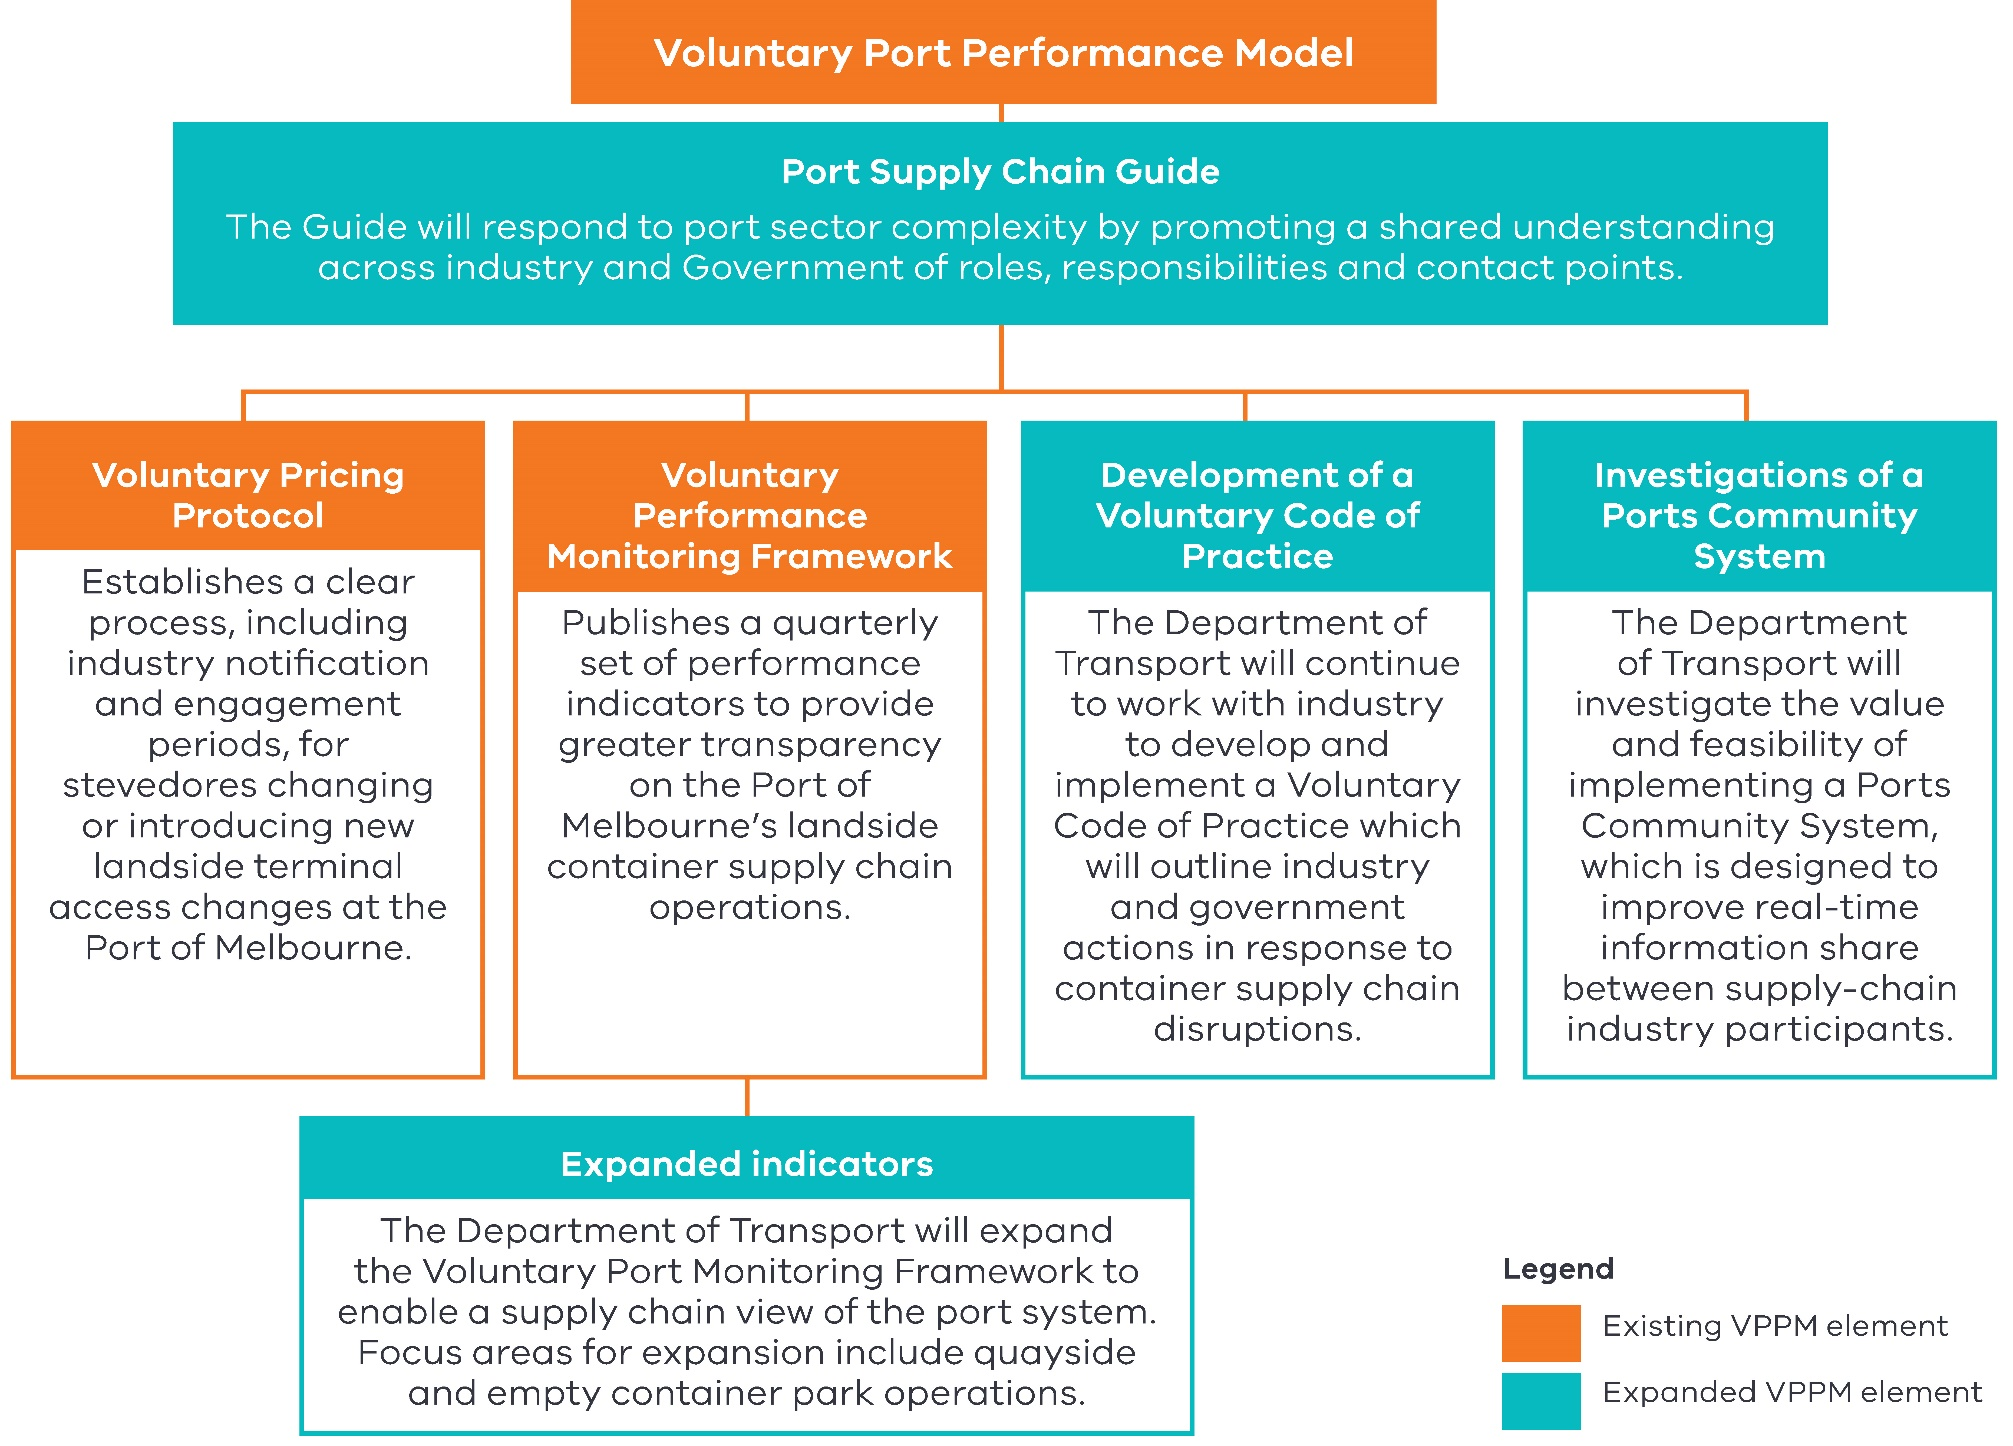 Voluntary Port Performance Model
Port Supply Chain Guide
The Guide will respond to port sector complexity by promoting a shared understanding
across industry and Government of roles, responsibilities and contact points.
Voluntary Pricing
Protocol
Establishes a clear
process, including
industry notification
and engagement
periods, for
stevedores changing
or introducing new
landside terminal
access changes at the
Port of Melbourne.
Voluntary
Performance
Monitoring Framework
Publishes a quarterly
set of performance
indicators to provide
greater transparency
on the Port of
Melbourne’s landside
container supply chain
operations.
Development of a
Voluntary Code of
Practice
The Department of
Transport will continue
to work with industry
to develop and
implement a Voluntary
Code of Practice which
will outline industry
and government
actions in response to
container supply chain
disruptions.
Investigations of a
Ports Community
System
The Department
of Transport will
investigate the value
and feasibility of
implementing a Ports
Community System,
which is designed to
improve real-time
information share
between supply-chain
industry participants.
Expanded indicators
The Department of Transport will expand
the Voluntary Port Monitoring Framework to
enable a supply chain view of the port system.
Focus areas for expansion include quayside
and empty container park operations.
Legend
Existing VPPM element
Expanded VPPM element